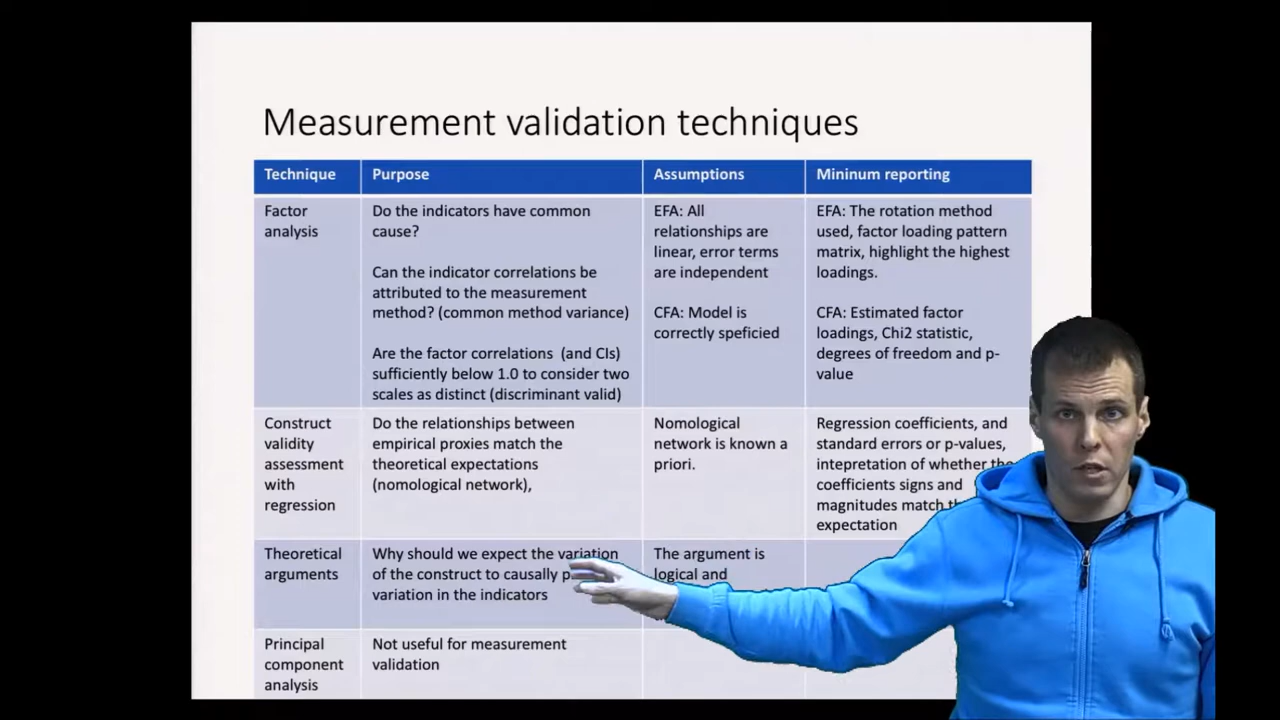 Measurement validation techniques
Technique
Purpose
Assumptions
Mininum reporting
Factor
analysis
Do the indicators have common
cause?
Can the indicator correlations be
attributed to the measurement
method? (common method variance)
Are the factor correlations (and CIs)
sufficiently below 1.0 to consider two
scales as distinct (discriminant valid)
EFA: All
relationships are
linear, error terms
are independent
CFA: Model is
correctly speficied
EFA: The rotation method
used, factor loading pattern
matrix, highlight the highest
loadings.
CFA: Estimated factor
loadings, Chi2 statistic,
degrees of freedom and p-
value
Construct
validity
assessment
with
regression
Do the relationships between
empirical proxies match the
theoretical expectations
(nomological network),
Nomological
network is known a
priori.
Regression coefficients, and
standard errors or p-values,
intepretation of whether the
coefficients signs and
magnitudes match
expectation
Theoretical
arguments
Why should we expect the variation
of the construct to causally
variation in the indicators
The argument is
logical and
Principal
component
analysis
Not useful for measurement
validation